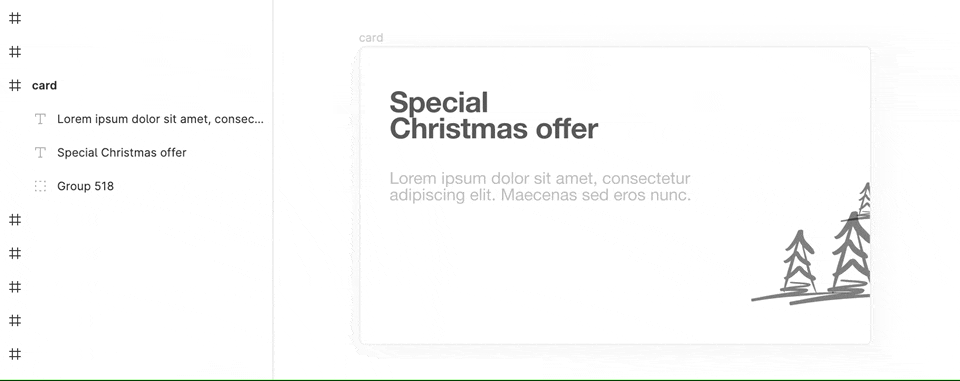 card
Lorem ipsum dolor sit amet, consec...
Special Christmas offer
Group 518
card
Special
Christmas offer
Lorem ipsum dolor sit amet, consectetur
adipiscing elit. Maecenas sed eros nunc.